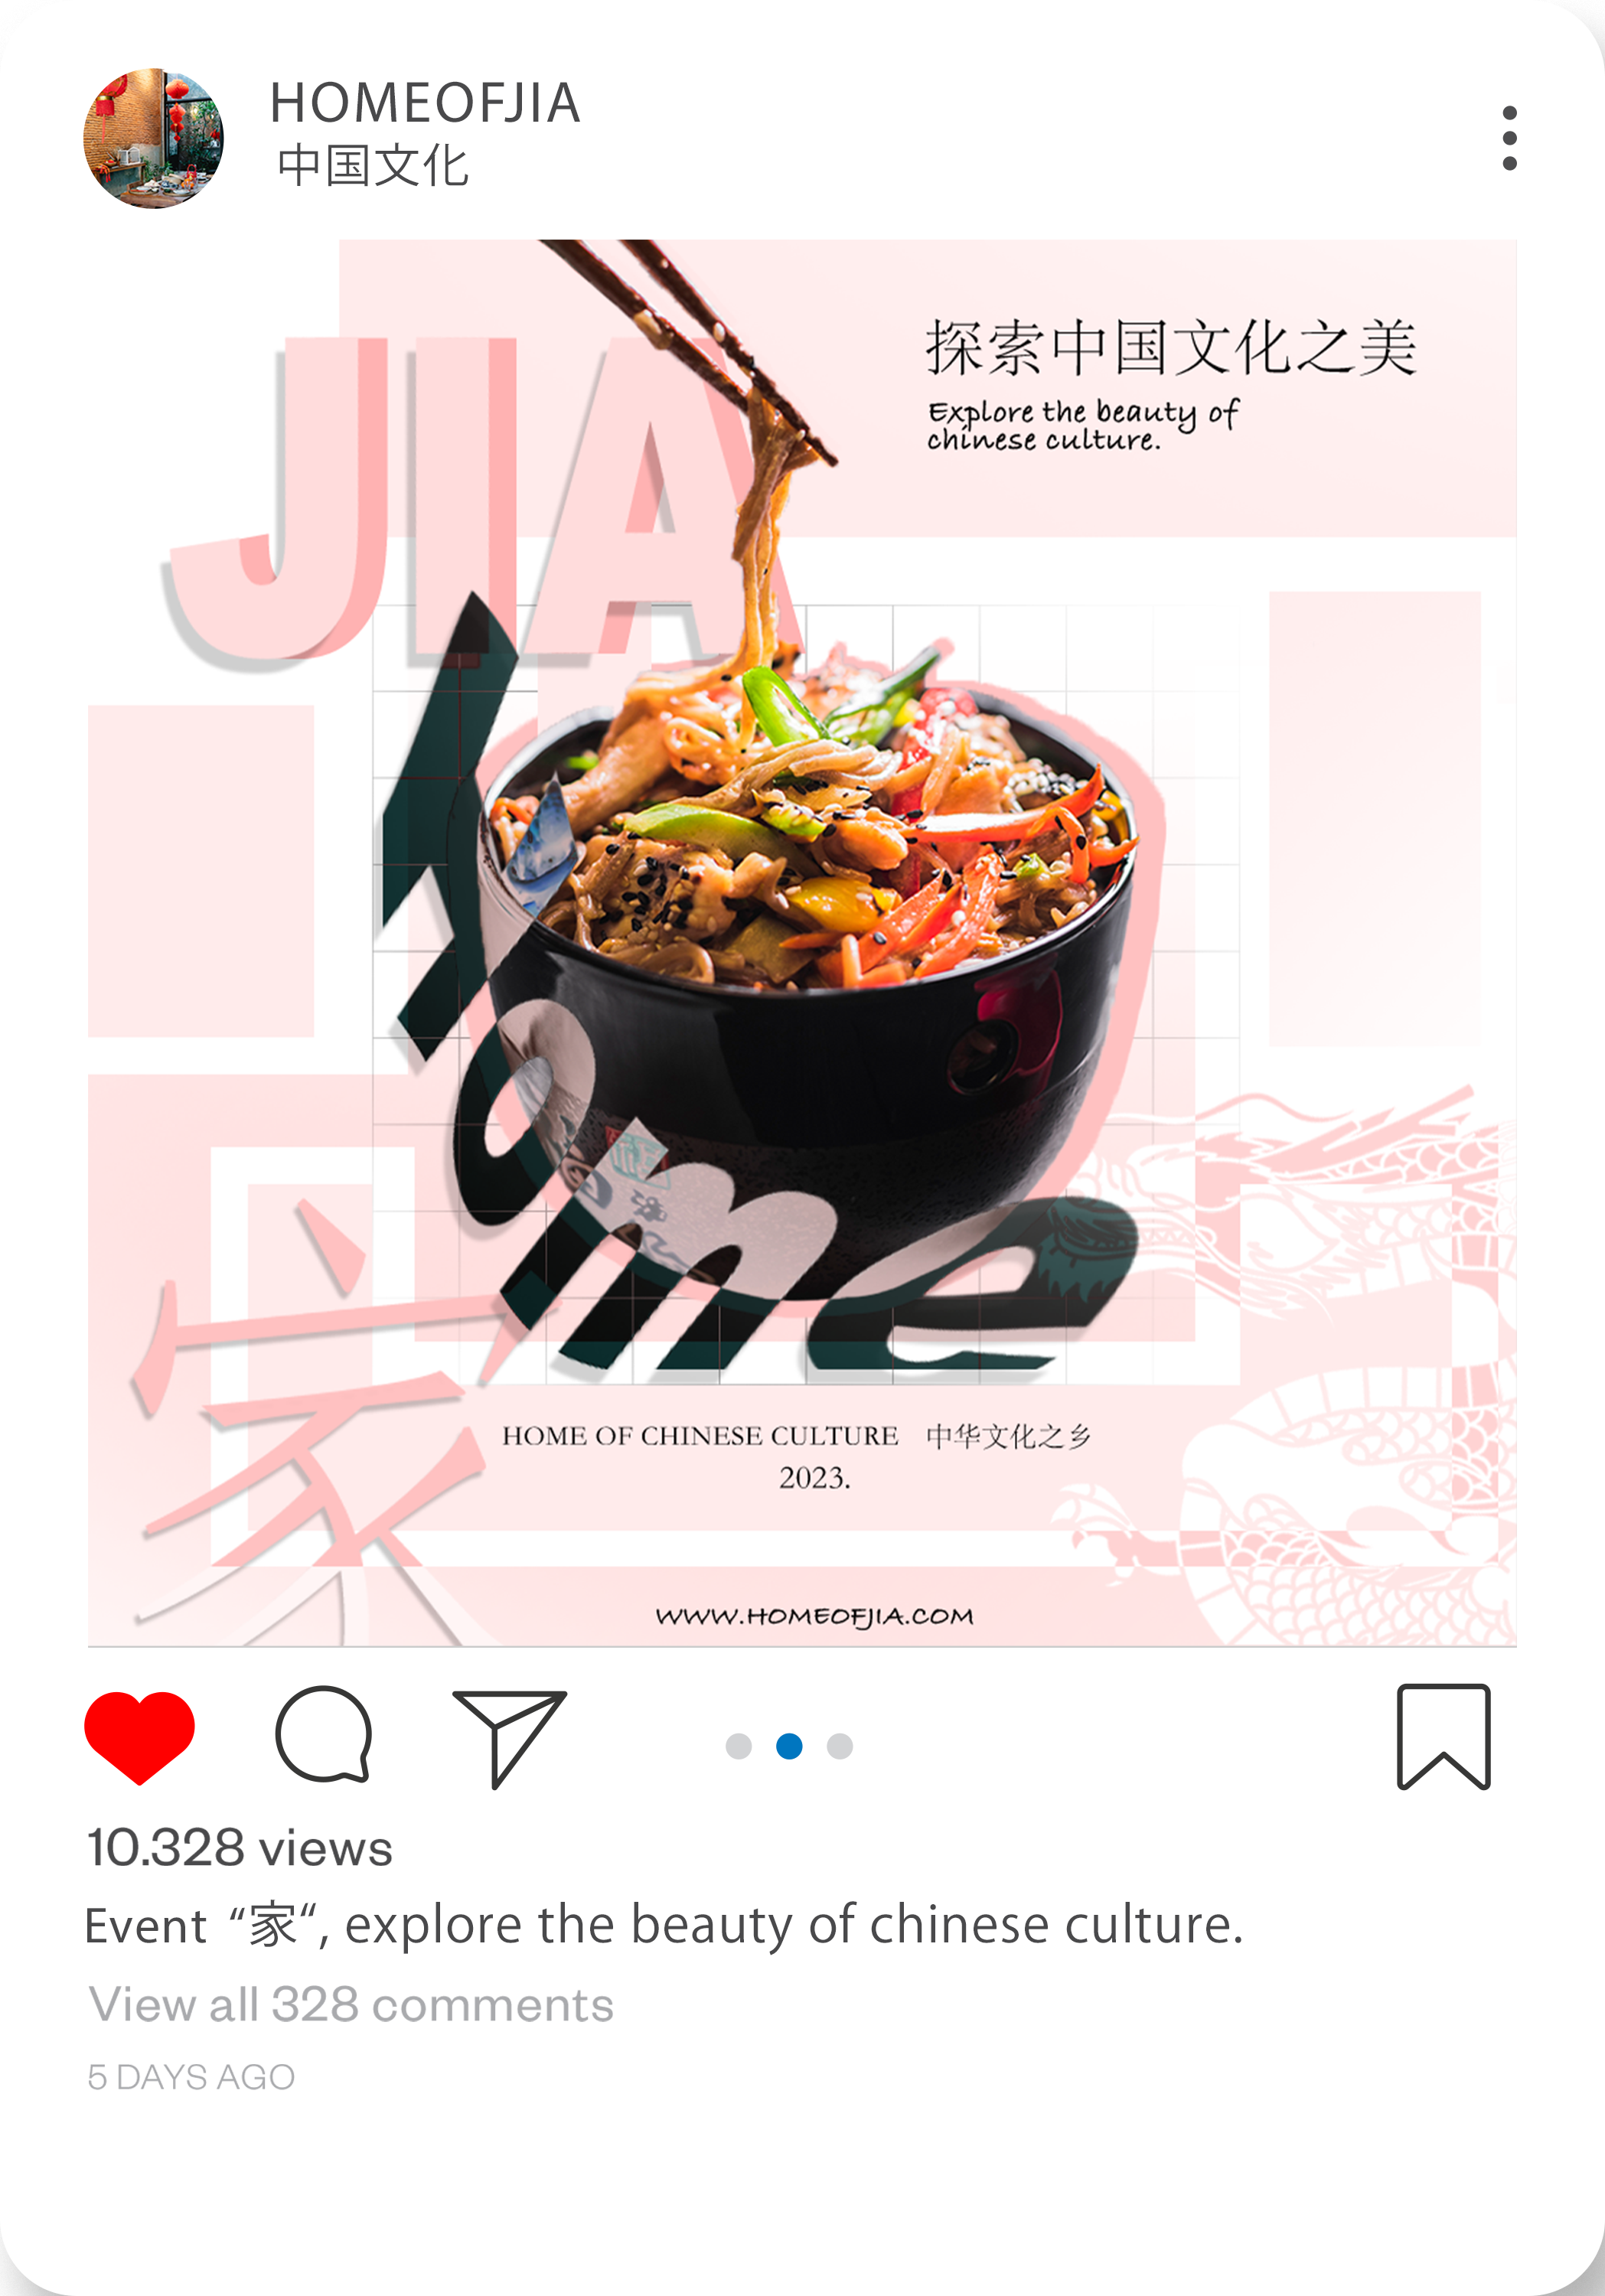 HOMEOFJIA
中国文化
JIA
探索中国文化之美
Explore the beauty of
chinese culture.
home
家
HOME OF CHINESE CULTURE 中华文化之乡
2023.
WWW.HOMEOFJIA.COM
10.328 views
Event “家“, explore the beauty of chinese culture.
View all 328 comments
5 DAYS AGO